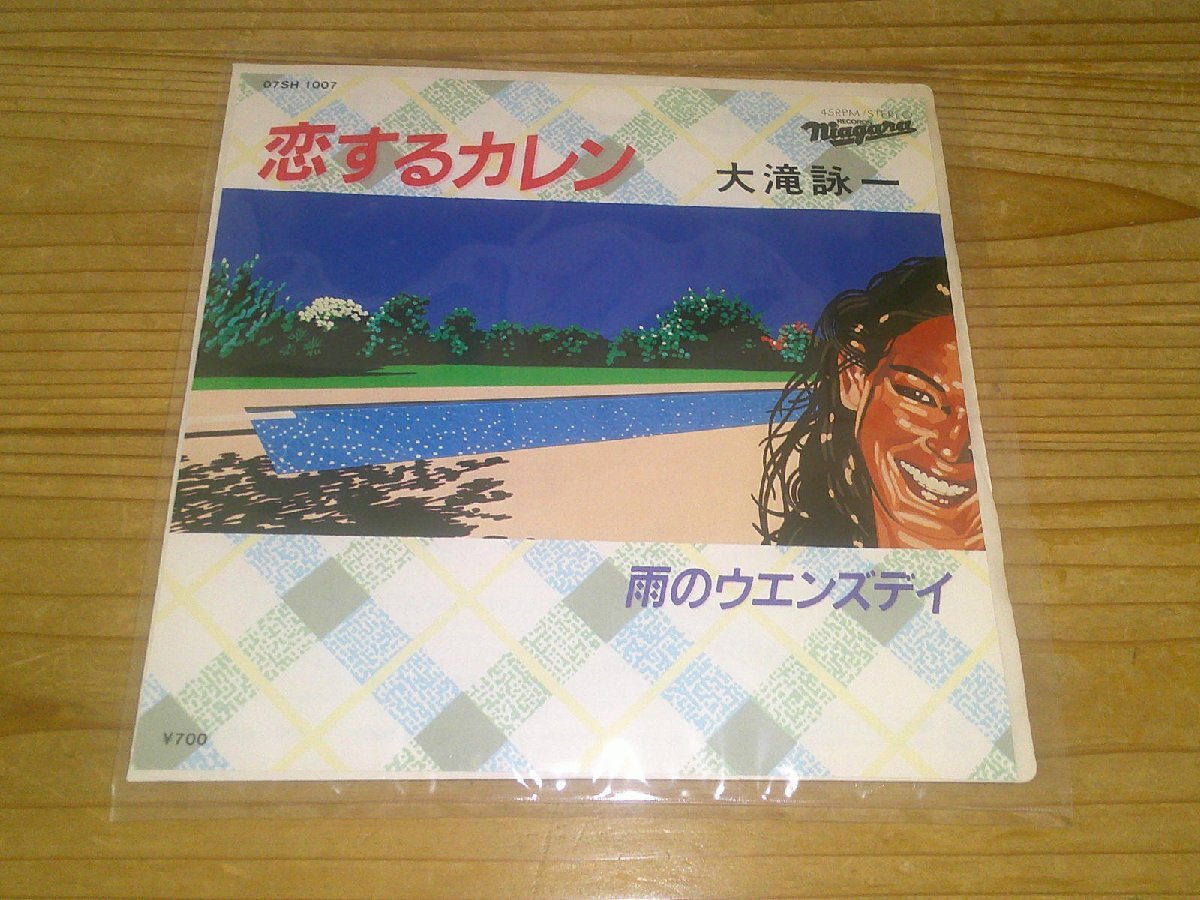 07SH 1007
45RPM/STEREO
RECORDS
Niagara
恋するカレン
大滝詠一
雨のウエンズデイ
¥700